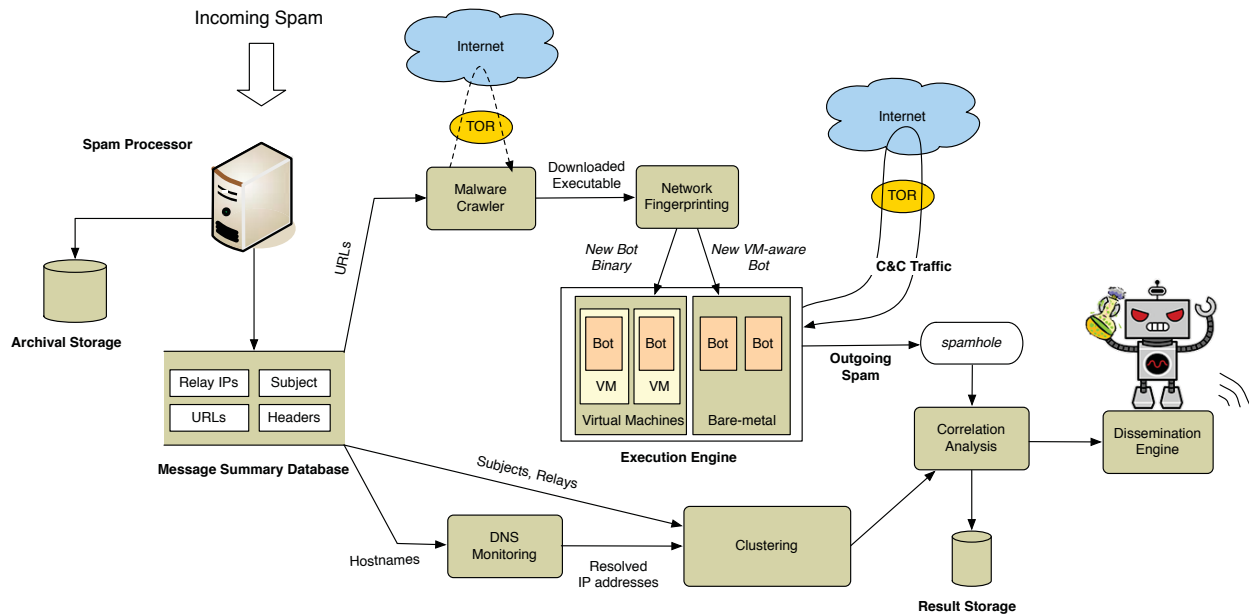 Incoming Spam
Internet
TOR
Spam Processor
Malware
Crawler
Downloaded
Executable
Network
Fingerprinting
Internet
TOR
C&C Traffic
URLs
New Bot
Binary
New VM-aware
Bot
Archival Storage
Relay IPs
Subject
URLs
Headers
Message Summary Database
Bot
Bot
VM
VM
Virtual Machines
Bot
Bot
Bare-metal
Execution Engine
Outgoing
Spam
spamhole
Correlation
Analysis
Dissemination
Engine
Subjects, Relays
Hostnames
DNS
Monitoring
Resolved
IP addresses
Clustering
Result Storage